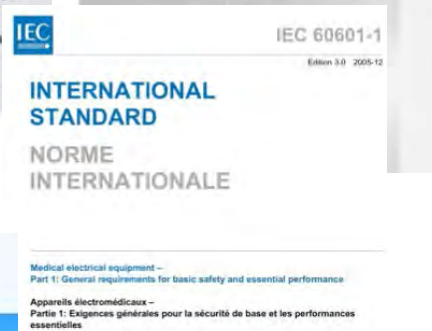 IEC
IEC 60601-1
Edition 3.0 2005-12
INTERNATIONAL
STANDARD
NORME
INTERNATIONALE
Medical electrical equipment –
Part 1: General requirements for basic safety and essential performance
Appareils électromédicaux –
Partie 1: Exigences générales pour la sécurité de base et les performances
essentielles